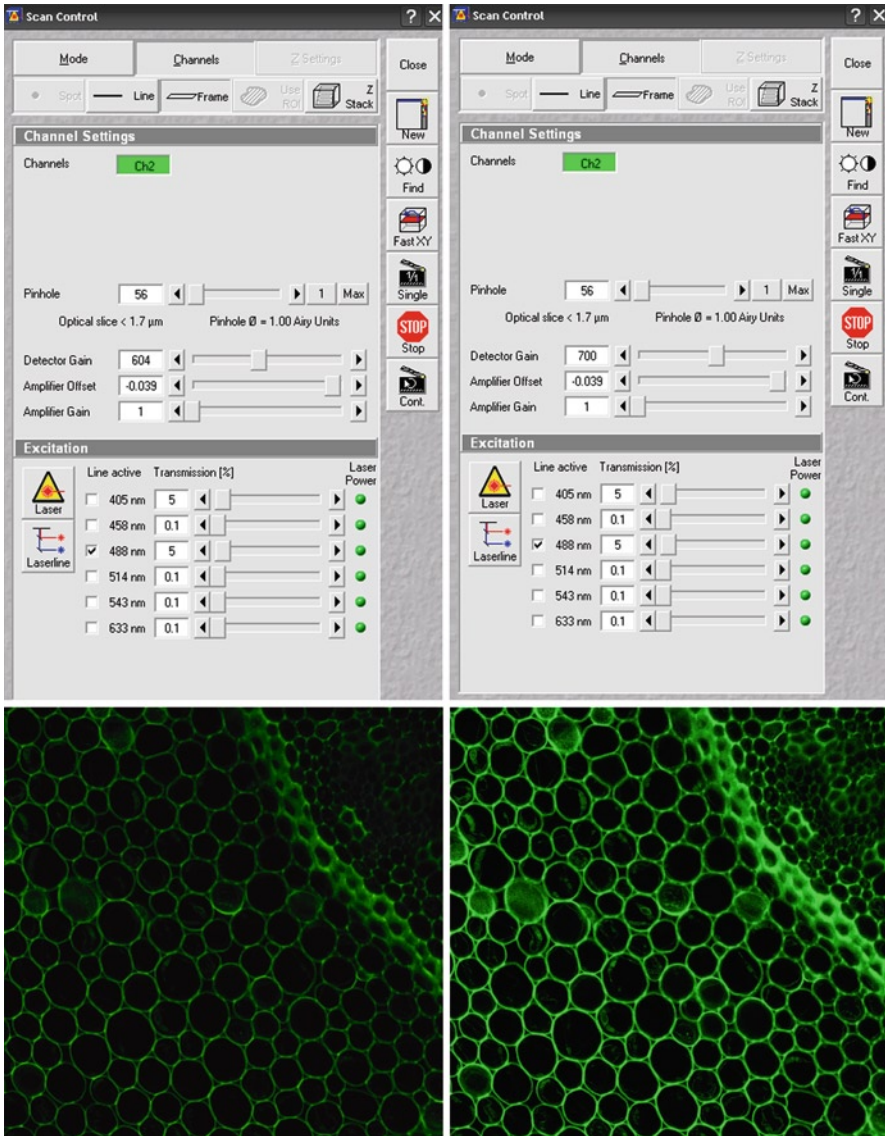 Scan Control ? X
Mode Channels Z Settings Close
Spot Line Frame Use ROI Z Stack
New
Channel Settings
Channels Ch2
Find
Fast XY
Pinhole 56 1 Max
1/1
Single
Optical slice < 1.7 µm Pinhole Ø = 1.00 Airy Units
STOP
Stop
Detector Gain 604
Amplifier Offset -0.039
Amplifier Gain 1
Cont.
Excitation
Line active Transmission [%] Laser Power
Laser
405 nm 5
458 nm 0.1
Laserline
488 nm 5
514 nm 0.1
543 nm 0.1
633 nm 0.1
Scan Control ? X
Mode Channels Z Settings Close
Spot Line Frame Use ROI Z Stack
New
Channel Settings
Channels Ch2
Find
Fast XY
Pinhole 56 1 Max
1/1
Single
Optical slice < 1.7 µm Pinhole Ø = 1.00 Airy Units
STOP
Stop
Detector Gain 700
Amplifier Offset -0.039
Amplifier Gain 1
Cont.
Excitation
Line active Transmission [%] Laser Power
Laser
405 nm 5
458 nm 0.1
Laserline
488 nm 5
514 nm 0.1
543 nm 0.1
633 nm 0.1